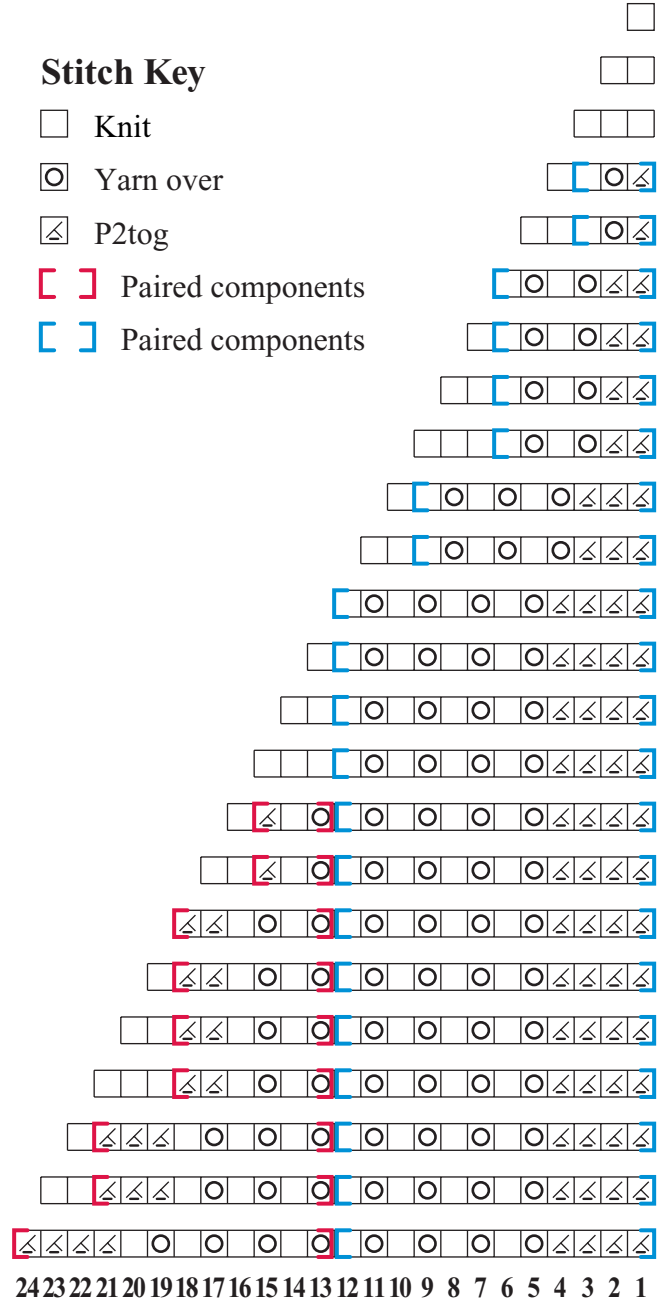 Stitch Key
Knit
Yarn over
P2tog
Paired components
Paired components
24 23 22 21 20 19 18 17 16 15 14 13 12 11 10 9 8 7 6 5 4 3 2 1